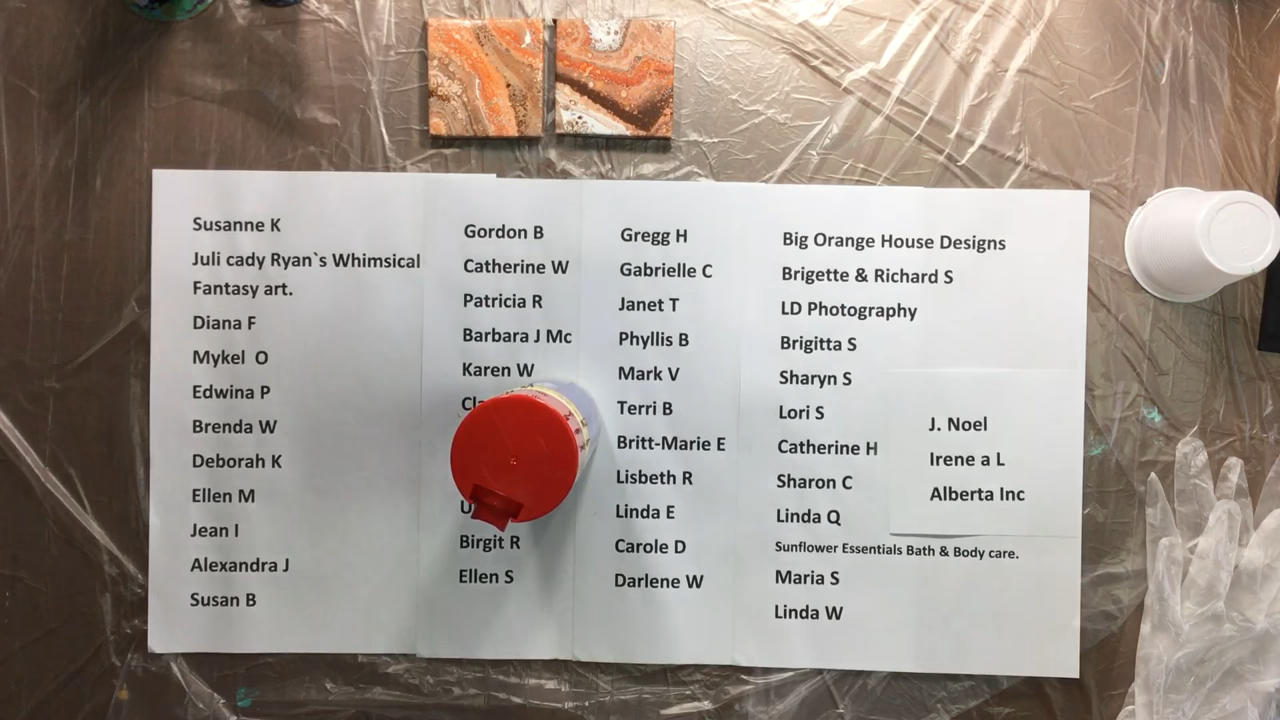 Susanne K
Juli cady Ryan`s Whimsical
Fantasy art.
Diana F
Mykel O
Edwina P
Brenda W
Deborah K
Ellen M
Jean I
Alexandra J
Susan B
Gordon B
Catherine W
Patricia R
Barbara J Mc
Karen W
Birgit R
Ellen S
Gregg H
Gabrielle C
Janet T
Phyllis B
Mark V
Terri B
Britt-Marie E
Lisbeth R
Linda E
Carole D
Darlene W
Big Orange House Designs
Brigette & Richard S
LD Photography
Brigitta S
Sharyn S
Lori S
Catherine H
Sharon C
Linda Q
Sunflower Essentials Bath & Body care.
Maria S
Linda W
J. Noel
Irene a L
Alberta Inc